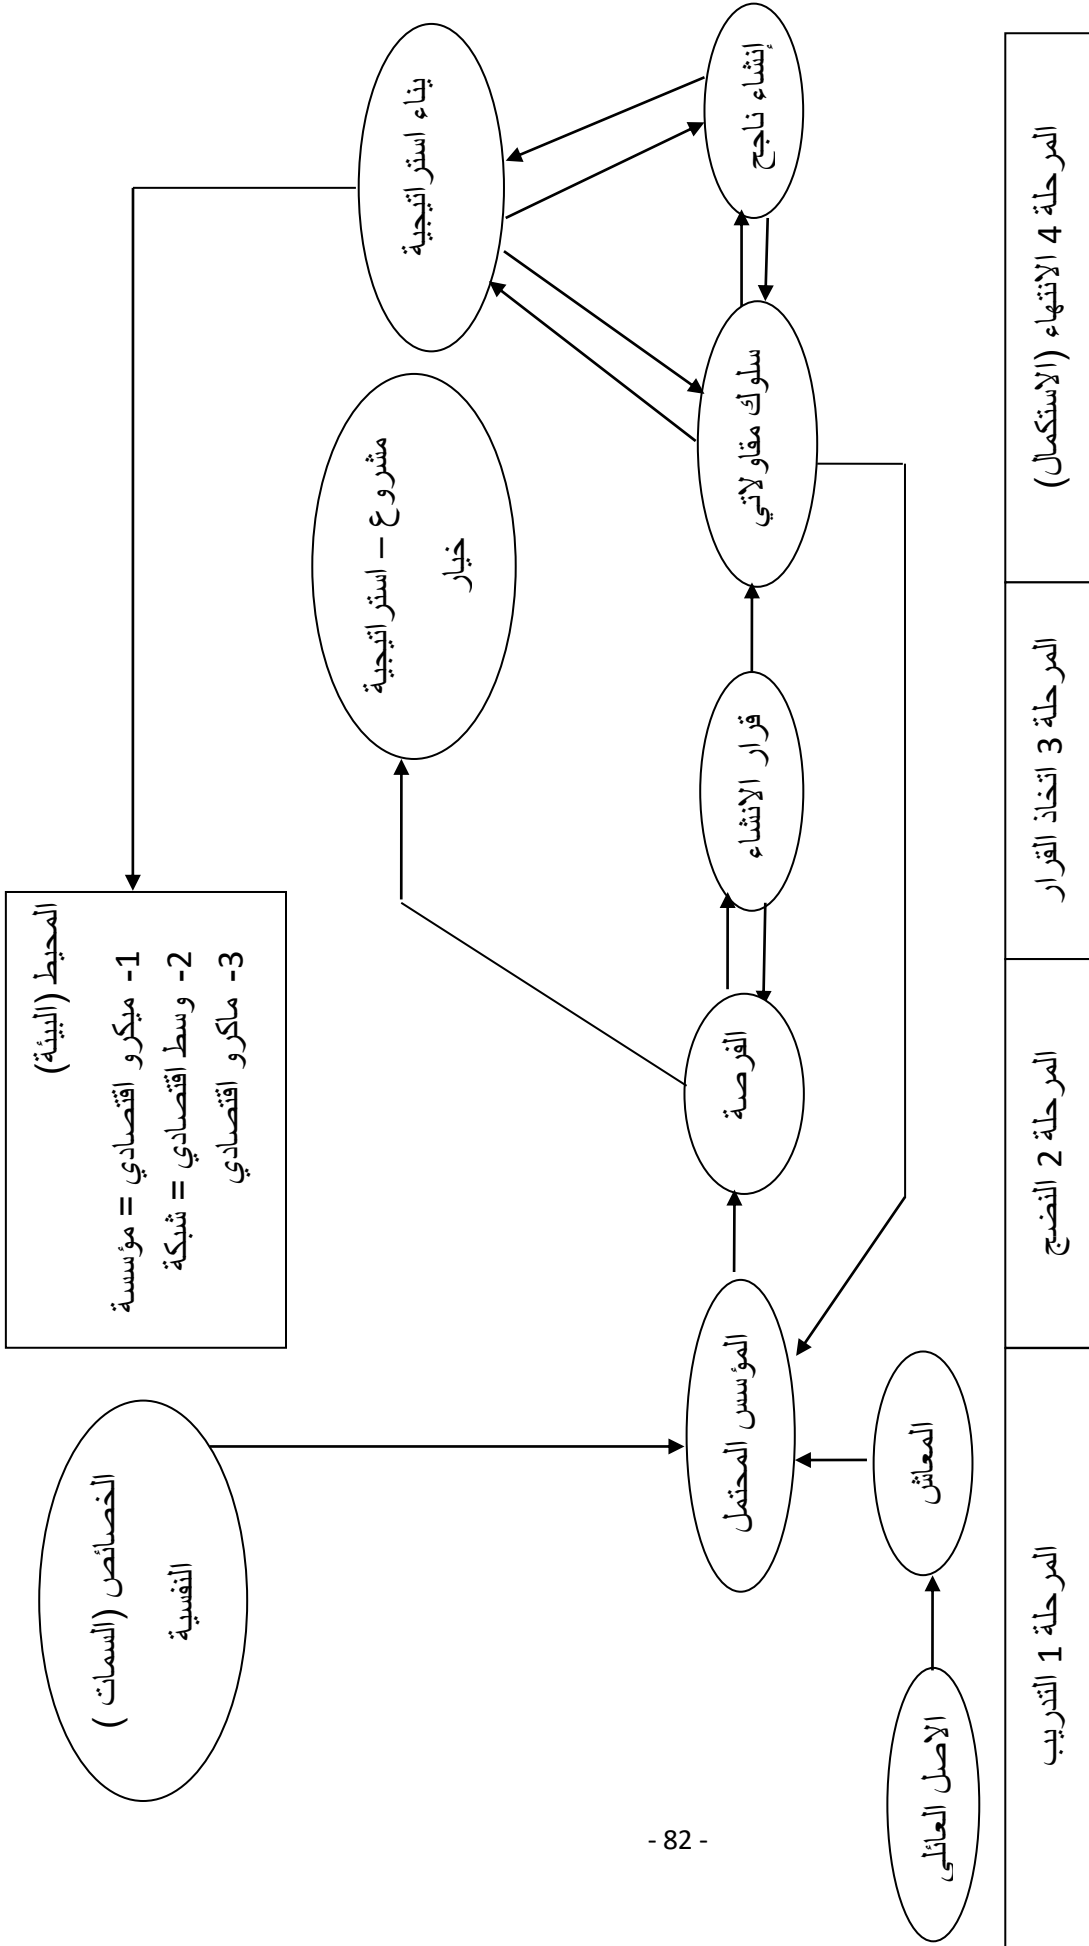 المحيط (البيئة)
1- ميكرو اقتصادي = مؤسسة
2- وسط اقتصادي = شبكة
3- ماكرو اقتصادي
الخصائص (السمات )
النفسية
بناء استراتيجية
مشروع – استراتيجية
خيار
إنشاء ناجح
سلوك مقاولاتي
قرار الانشاء
الفرصة
المؤسس المحتمل
المعاش
الاصل العائلي
المرحلة 1 التدريب
المرحلة 2 النضج
المرحلة 3 اتخاذ القرار
المرحلة 4 الانتهاء (الاستكمال)
- 82 -